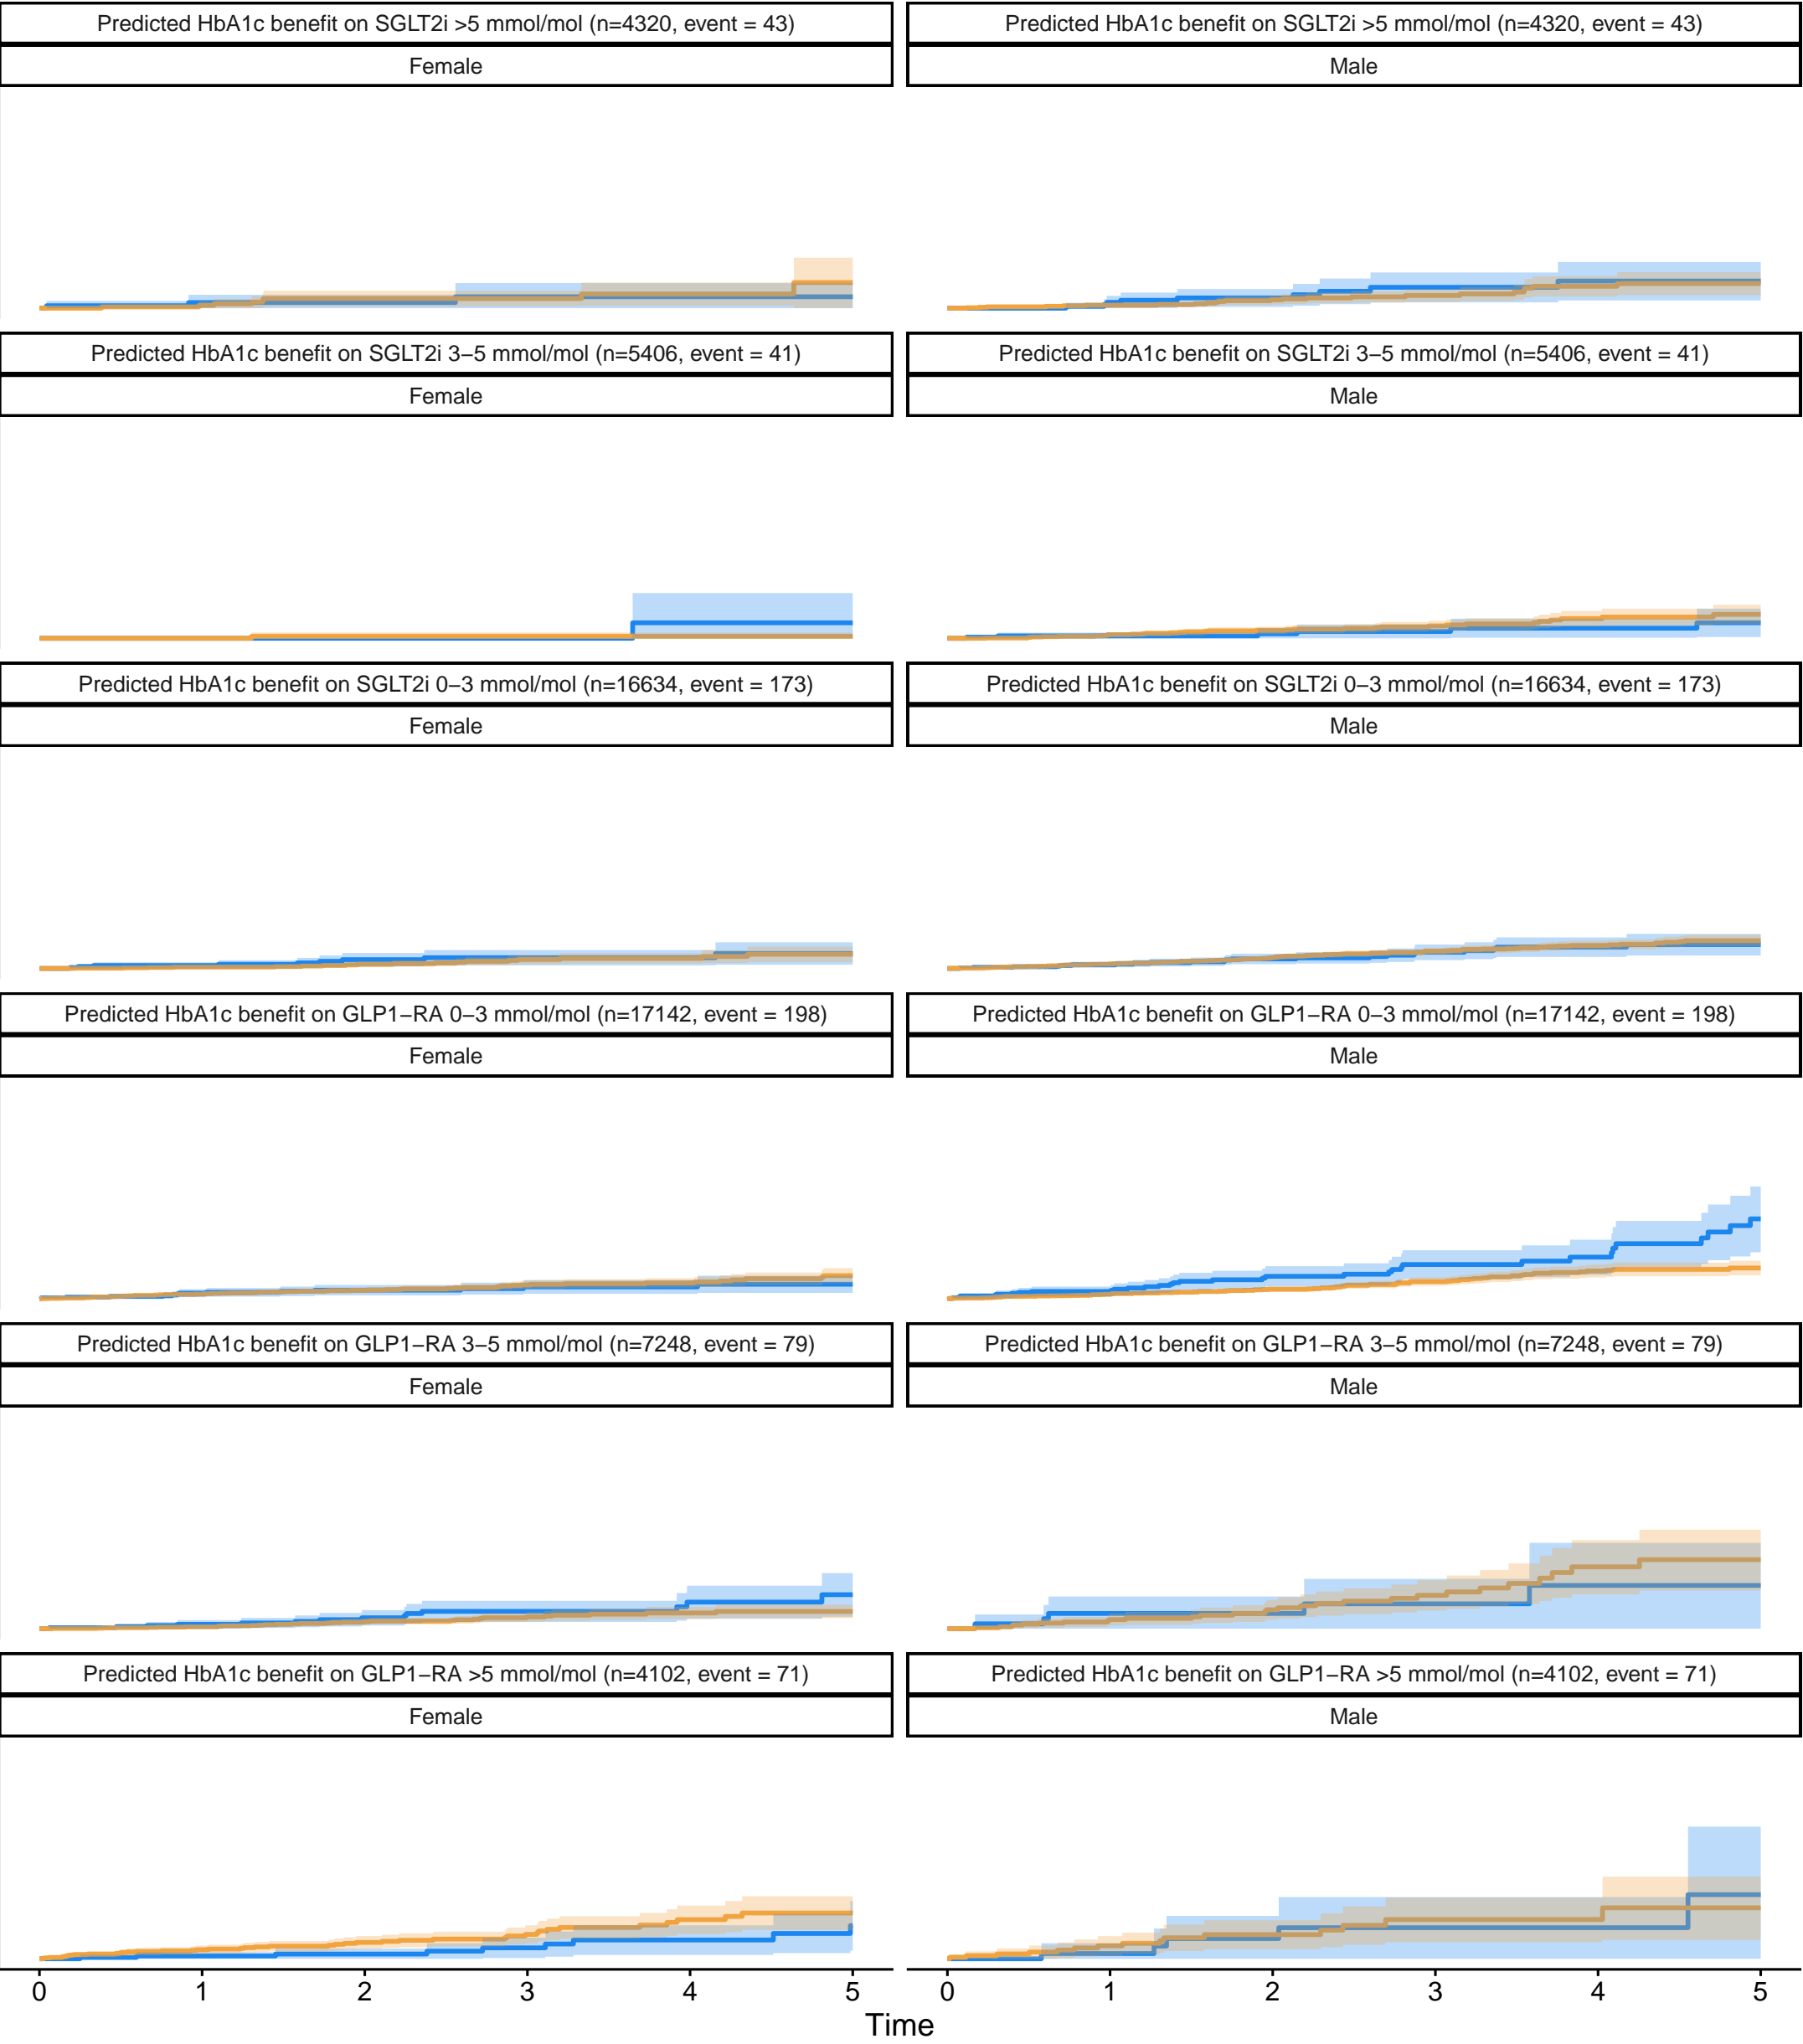 Predicted HbA1c benefit on SGLT2i >5 mmol/mol (n=4320, event = 43)
Predicted HbA1c benefit on SGLT2i >5 mmol/mol (n=4320, event = 43)
Female
Male
Predicted HbA1c benefit on SGLT2i 3−5 mmol/mol (n=5406, event = 41)
Predicted HbA1c benefit on SGLT2i 3−5 mmol/mol (n=5406, event = 41)
Female
Male
Predicted HbA1c benefit on SGLT2i 0−3 mmol/mol (n=16634, event = 173)
Predicted HbA1c benefit on SGLT2i 0−3 mmol/mol (n=16634, event = 173)
Female
Male
Predicted HbA1c benefit on GLP1−RA 0−3 mmol/mol (n=17142, event = 198)
Predicted HbA1c benefit on GLP1−RA 0−3 mmol/mol (n=17142, event = 198)
Female
Male
Predicted HbA1c benefit on GLP1−RA 3−5 mmol/mol (n=7248, event = 79)
Predicted HbA1c benefit on GLP1−RA 3−5 mmol/mol (n=7248, event = 79)
Female
Male
Predicted HbA1c benefit on GLP1−RA >5 mmol/mol (n=4102, event = 71)
Predicted HbA1c benefit on GLP1−RA >5 mmol/mol (n=4102, event = 71)
Female
Male
0 1 2 3 4 5
0 1 2 3 4 5
Time